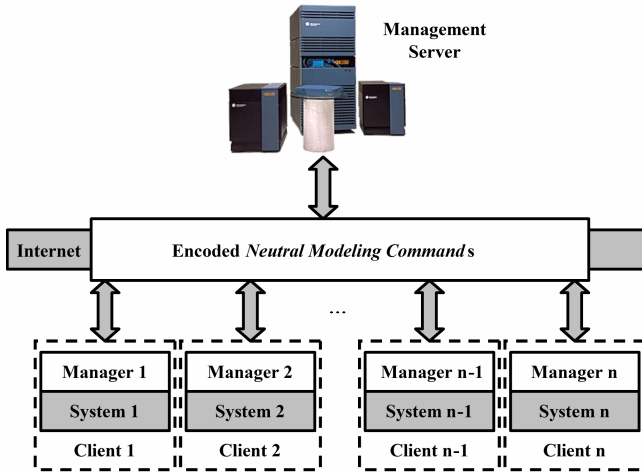 Management
Server
Internet
Encoded Neutral Modeling Commands
...
Manager 1
Manager 2
Manager n-1
Manager n
System 1
System 2
System n-1
System n
Client 1
Client 2
Client n-1
Client n